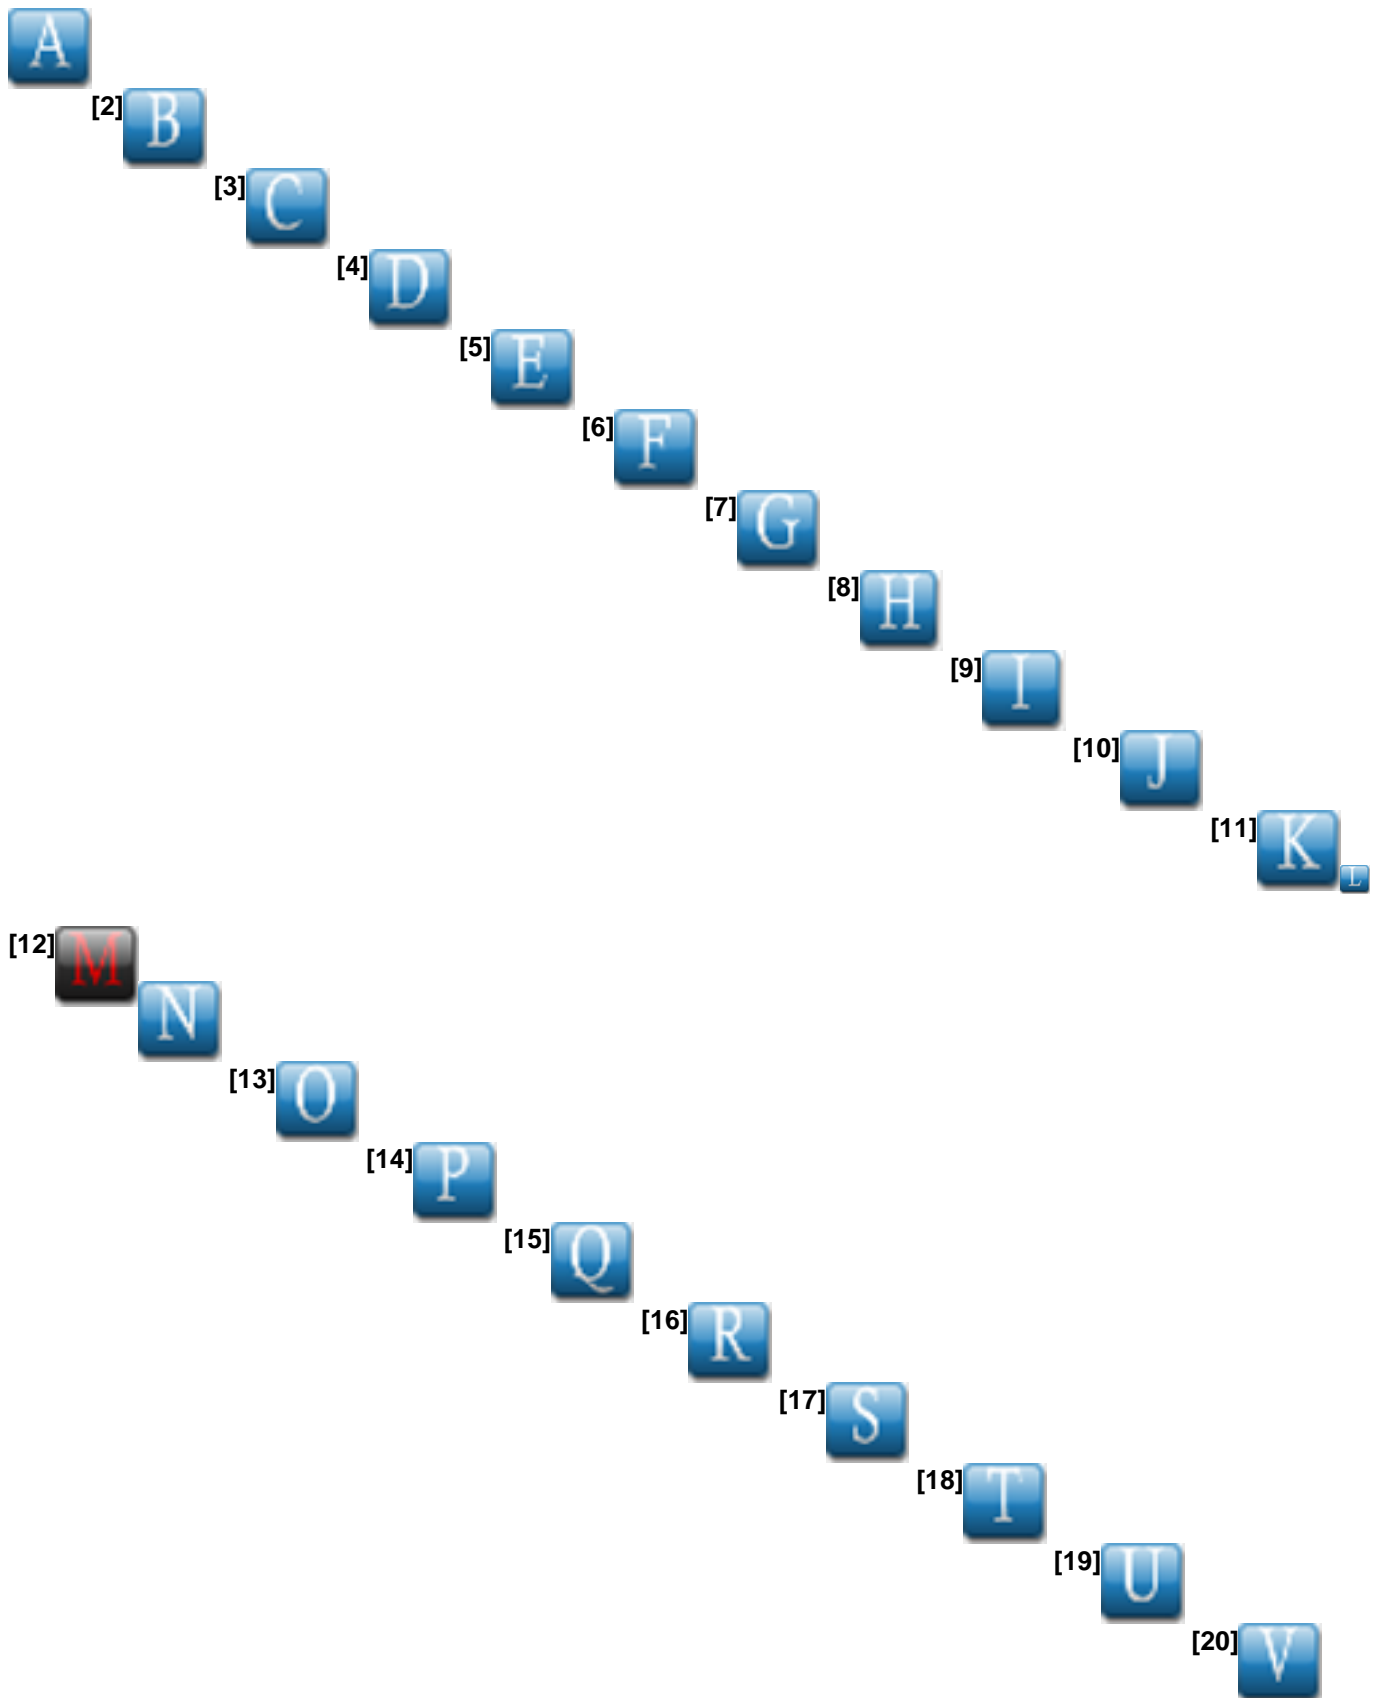 A
[2] B
[3] C
[4] D
[5] E
[6] F
[7] G
[8] H
[9] I
[10] J
[11] K L
[12] M
N
[13] O
[14] P
[15] Q
[16] R
[17] S
[18] T
[19] U
[20] V